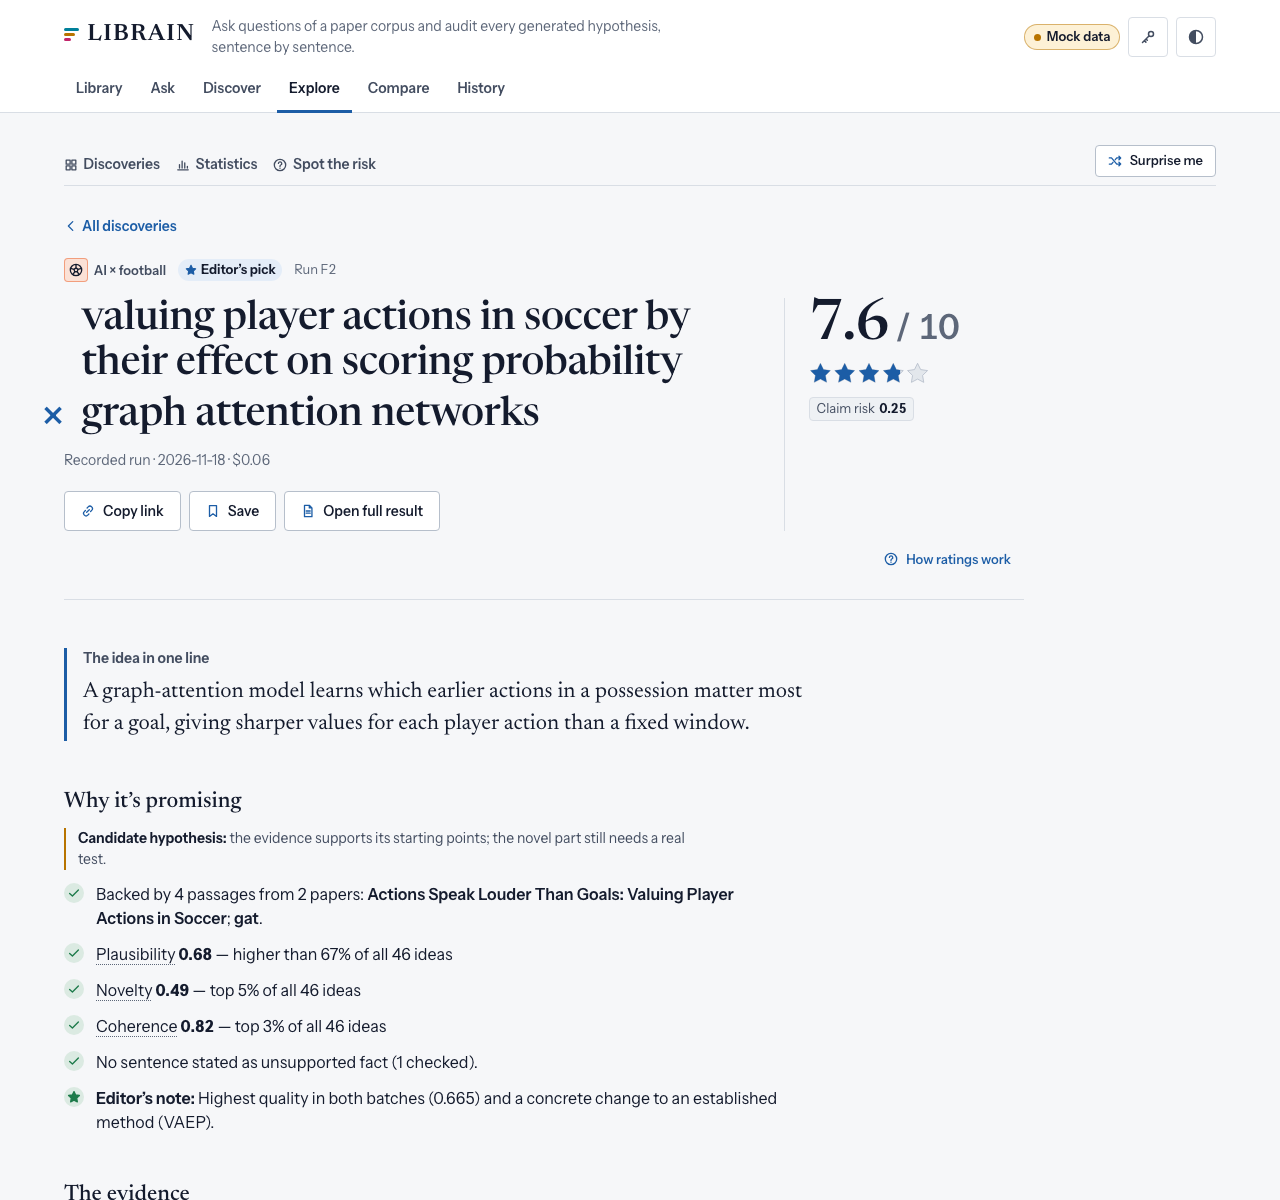 LIBRAIN
Ask questions of a paper corpus and audit every generated hypothesis,
sentence by sentence.
Mock data
Library Ask Discover Explore Compare History
Discoveries Statistics Spot the risk
Surprise me
All discoveries
AI × football Editor’s pick Run F2
valuing player actions in soccer by
their effect on scoring probability
× graph attention networks
7.6 / 10
Claim risk 0.25
Recorded run · 2026-11-18 · $0.06
Copy link Save Open full result
How ratings work
The idea in one line
A graph-attention model learns which earlier actions in a possession matter most
for a goal, giving sharper values for each player action than a fixed window.
Why it’s promising
Candidate hypothesis: the evidence supports its starting points; the novel part still needs a real
test.
Backed by 4 passages from 2 papers: Actions Speak Louder Than Goals: Valuing Player
Actions in Soccer; gat.
Plausibility 0.68 — higher than 67% of all 46 ideas
Novelty 0.49 — top 5% of all 46 ideas
Coherence 0.82 — top 3% of all 46 ideas
No sentence stated as unsupported fact (1 checked).
Editor’s note: Highest quality in both batches (0.665) and a concrete change to an established
method (VAEP).
The evidence